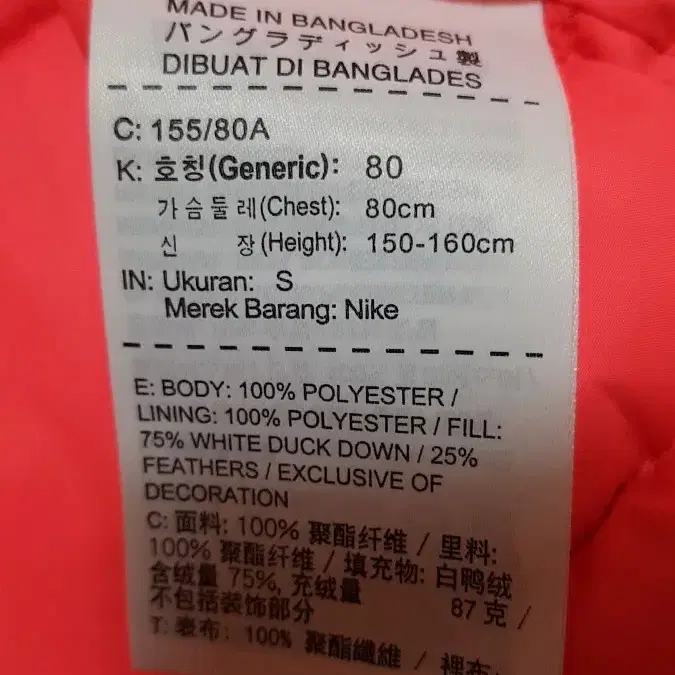 MADE IN BANGLADESH
バングラディッシュ製
DIBUAT DI BANGLADES
C: 155/80A
K: 호칭(Generic): 80
가슴둘레(Chest): 80cm
신 장(Height): 150-160cm
IN: Ukuran: S
Merek Barang: Nike
E: BODY: 100% POLYESTER /
LINING: 100% POLYESTER / FILL:
75% WHITE DUCK DOWN / 25%
FEATHERS / EXCLUSIVE OF
DECORATION
C: 面料: 100% 聚酯纤维 / 里料:
100% 聚酯纤维 / 填充物: 白鸭绒
含绒量 75%, 充绒量 87 克 /
不包括装饰部分
T: 表布: 100% 聚酯纖維 / 裡布: